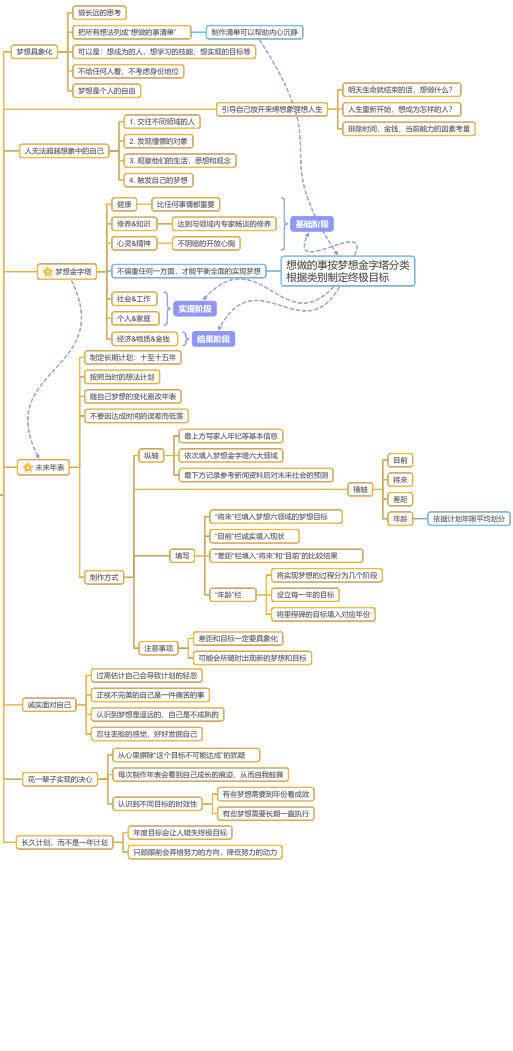 梦想具象化
做长远的思考
把所有想法列成“想做的事清单”
制作清单可以帮助内心沉静
可以是：想成为的人，想学习的技能，想实现的目标等
不给任何人看，不考虑身份地位
梦想是个人的自由
引导自己放开束缚想象理想人生
明天生命就结束的话，想做什么？
人生重新开始，想成为怎样的人？
排除时间，金钱，当前能力的因素考量
人无法超越想象中的自己
1. 交往不同领域的人
2. 发现憧憬的对象
3. 观察他们的生活，思想和观念
4. 触发自己的梦想
梦想金字塔
健康
比任何事情都重要
修养&知识
达到与领域内专家畅谈的修养
心灵&精神
不阴暗的开放心胸
基础阶段
不偏重任何一方面，才能平衡全面的实现梦想
想做的事按梦想金字塔分类
根据类别制定终极目标
社会&工作
个人&家庭
实现阶段
经济&物质&金钱
结果阶段
未来年表
制定长期计划：十至十五年
按照当时的想法计划
随自己梦想的变化删改年表
不要因达成时间的误差而低落
制作方式
纵轴
最上方写家人年纪等基本信息
依次填入梦想金字塔六大领域
最下方记录参考新闻资料后对未来社会的预测
横轴
目前
将来
差距
年龄
依据计划年限平均划分
填写
“将来”栏填入梦想六领域的梦想目标
“目前”栏诚实填入现状
“差距”栏填入“将来”和“目前”的比较结果
“年龄”栏
将实现梦想的过程分为几个阶段
设立每一年的目标
将里程碑的目标填入对应年份
注意事项
差距和目标一定要具象化
可能会所随时出现新的梦想和目标
诚实面对自己
过高估计自己会导致计划的轻忽
正视不完美的自己是一件痛苦的事
认识到梦想是遥远的，自己是不成熟的
忍住丢脸的感觉，好好发掘自己
花一辈子实现的决心
从心里摒除“这个目标不可能达成”的犹疑
每次制作年表会看到自己成长的痕迹，从而自我鼓舞
认识到不同目标的时效性
有些梦想需要到年份看成效
有些梦想需要长期一直执行
长久计划，而不是一年计划
年度目标会让人错失终极目标
只顾眼前会弄错努力的方向，降低努力的动力